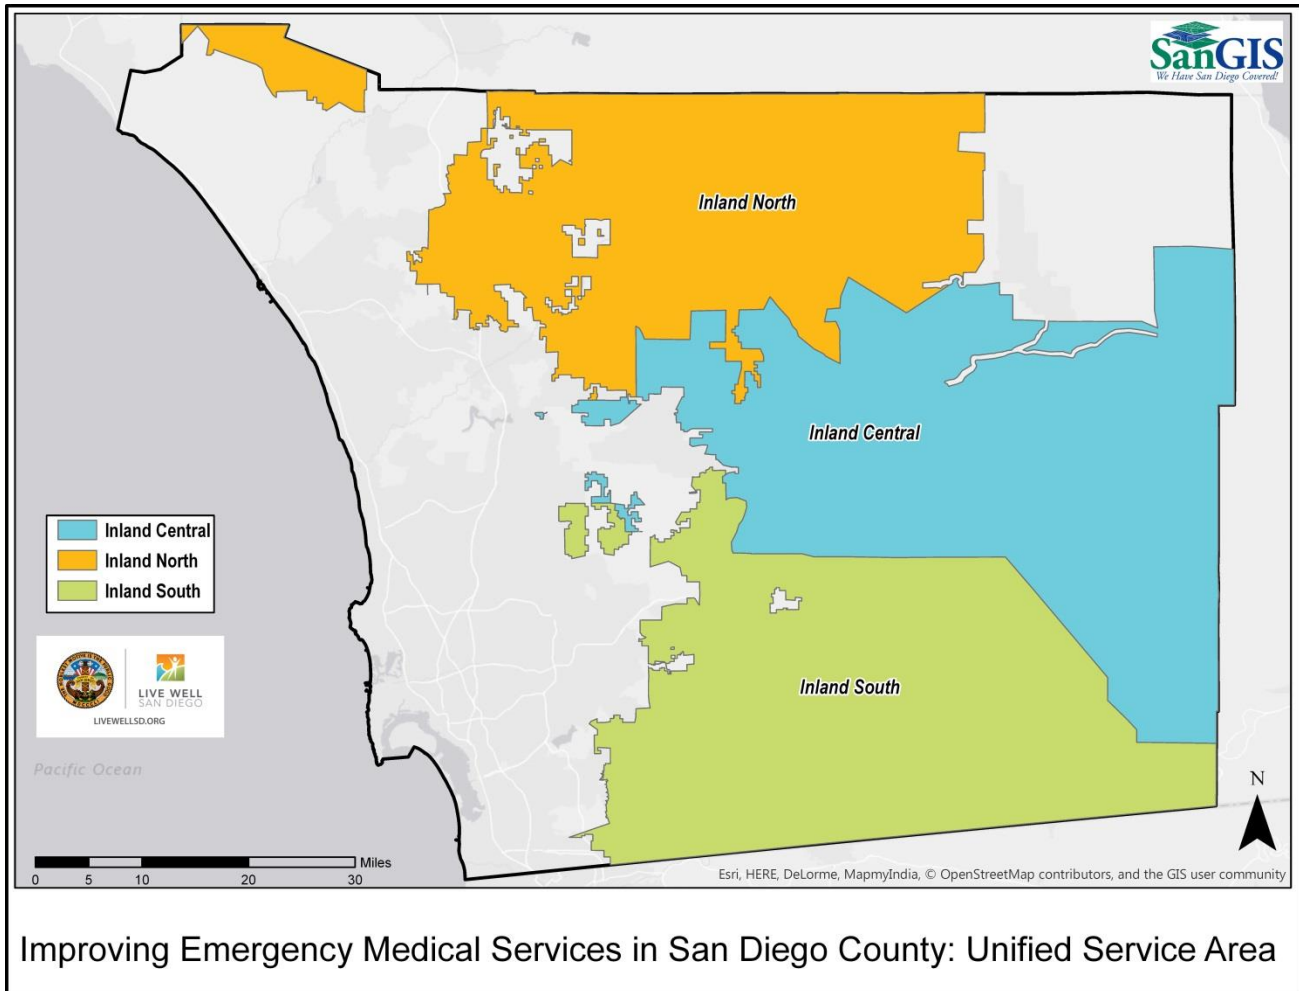 SanGIS
We Have San Diego Covered!
Inland North
Inland Central
Inland Central
Inland North
Inland South
Inland South
LIVE WELL
SAN DIEGO
LIVEWELLSD.ORG
Pacific Ocean
N
Miles
0 5 10 20 30
Esri, HERE, DeLorme, MapmyIndia, © OpenStreetMap contributors, and the GIS user community
Improving Emergency Medical Services in San Diego County: Unified Service Area